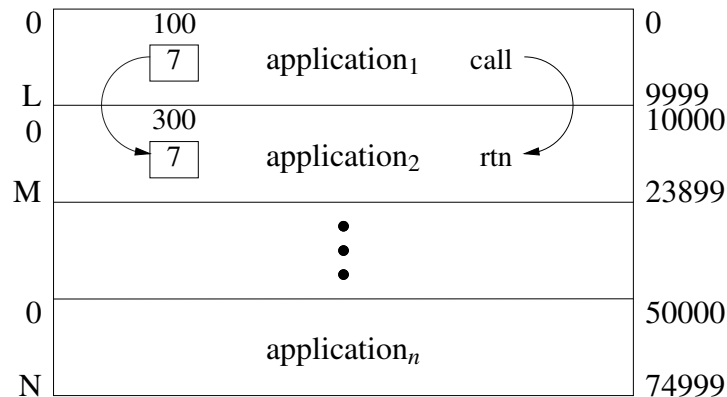 0 100 0
7 application1 call
L 9999
0 300 10000
7 application2 rtn
M 23899
0 50000
applicationn
N 74999